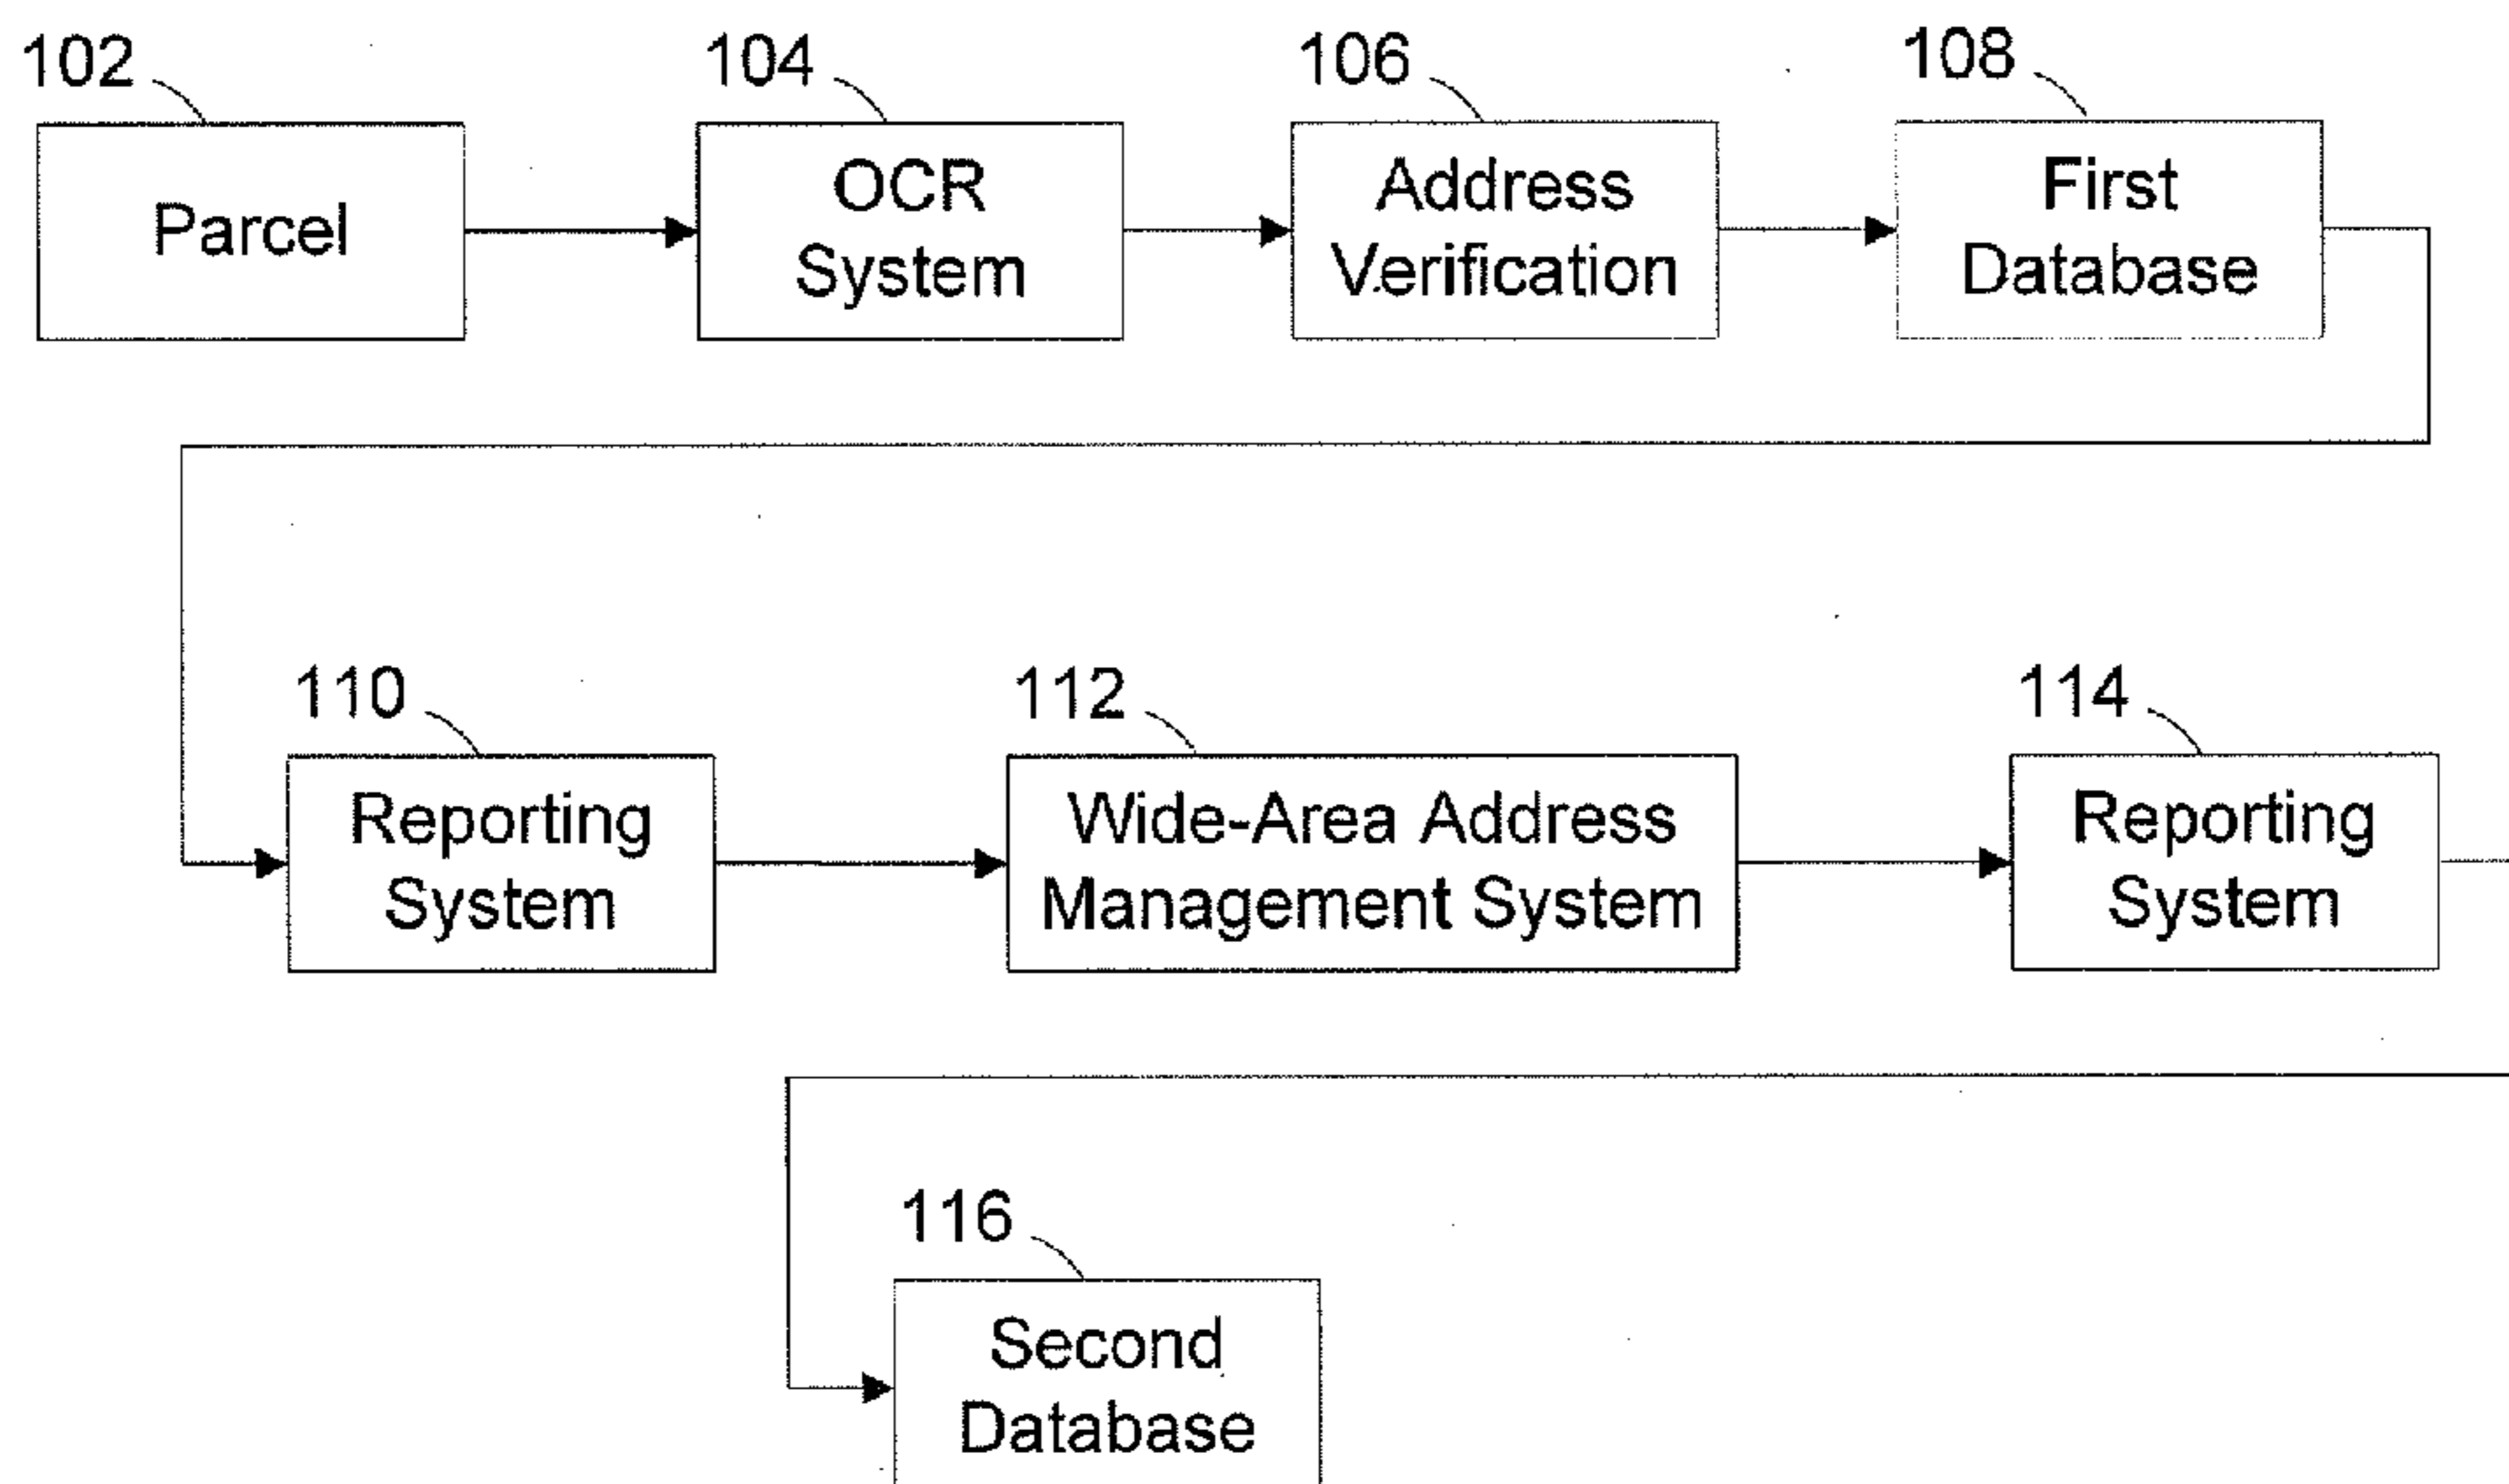 102
104
106
108
Parcel
OCR
System
Address
Verification
First
Database
110
112
114
Reporting
System
Wide-Area Address
Management System
Reporting
System
116
Second
Database